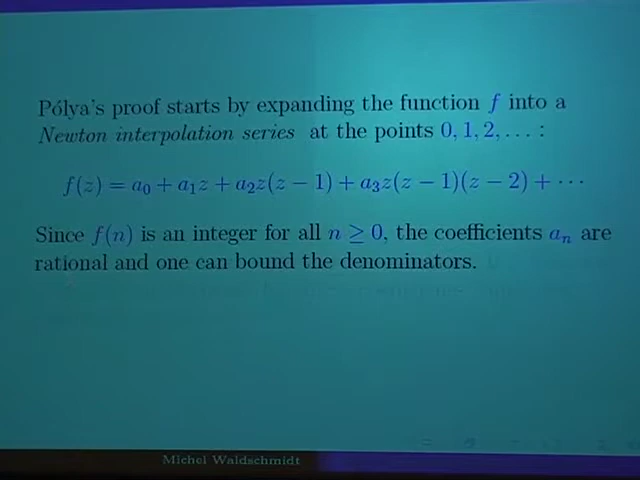 Pólya's proof starts by expanding the function f into a
Newton interpolation series at the points 0, 1, 2, . . . :
f(z) = a₀ + a₁z + a₂z(z − 1) + a₃z(z − 1)(z − 2) + · · ·
Since f(n) is an integer for all n ≥ 0, the coefficients aₙ are
rational and one can bound the denominators.
Michel Waldschmidt